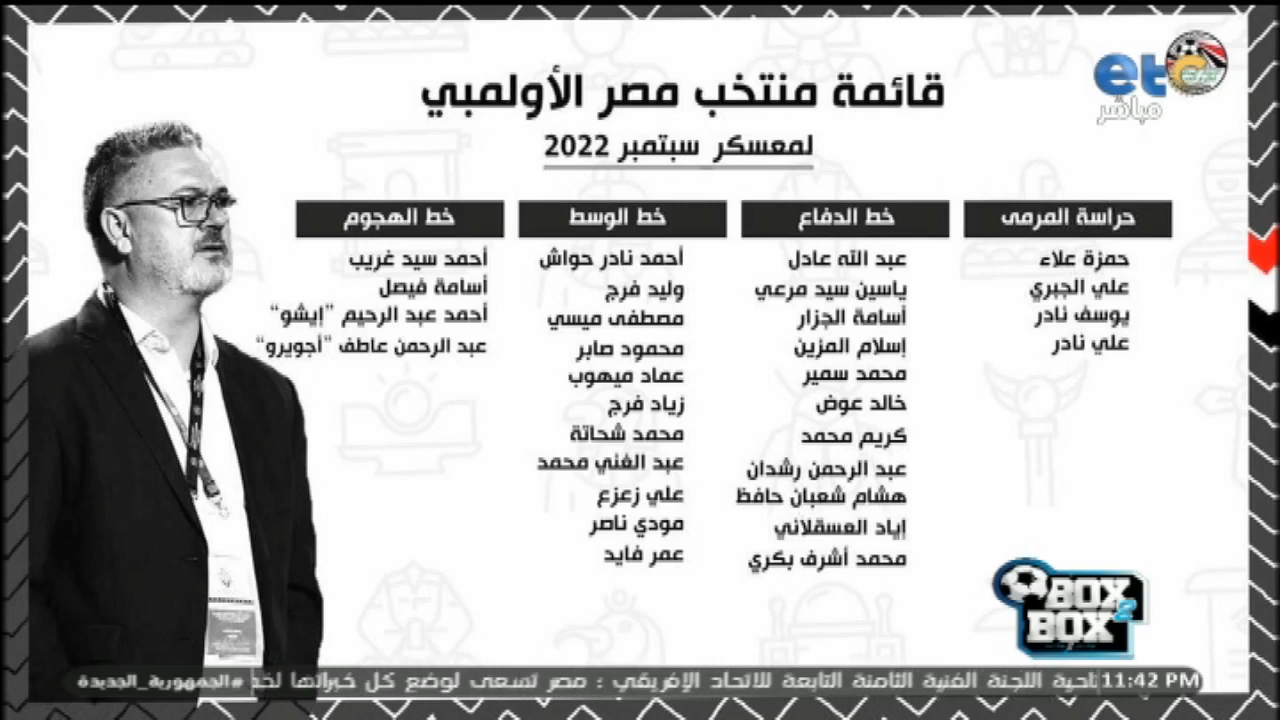 etc
مباشر
قائمة منتخب مصر الأولمبي
لمعسكر سبتمبر 2022
حراسة المرمى
حمزة علاء
علي الجبري
يوسف نادر
علي نادر
خط الدفاع
عبد الله عادل
ياسين سيد مرعي
أسامة الجزار
إسلام المزين
محمد سمير
خالد عوض
كريم محمد
عبد الرحمن رشدان
هشام شعبان حافظ
إياد العسقلاني
محمد أشرف بكري
خط الوسط
أحمد نادر حواش
وليد فرج
مصطفى ميسي
محمود صابر
عماد ميهوب
زياد فرج
محمد شحاتة
عبد الغني محمد
علي زعزع
مودي ناصر
عمر فايد
خط الهجوم
أحمد سيد غريب
أسامة فيصل
أحمد عبد الرحيم "إيشو"
عبد الرحمن عاطف "أجويرو"
BOX
2
BOX
11:42 PM احية اللجنة الفنية الثامنة التابعة للاتحاد الإفريقي : مصر تسعى لوضع كل خبراتها لخد #الجمهورية_الجديدة